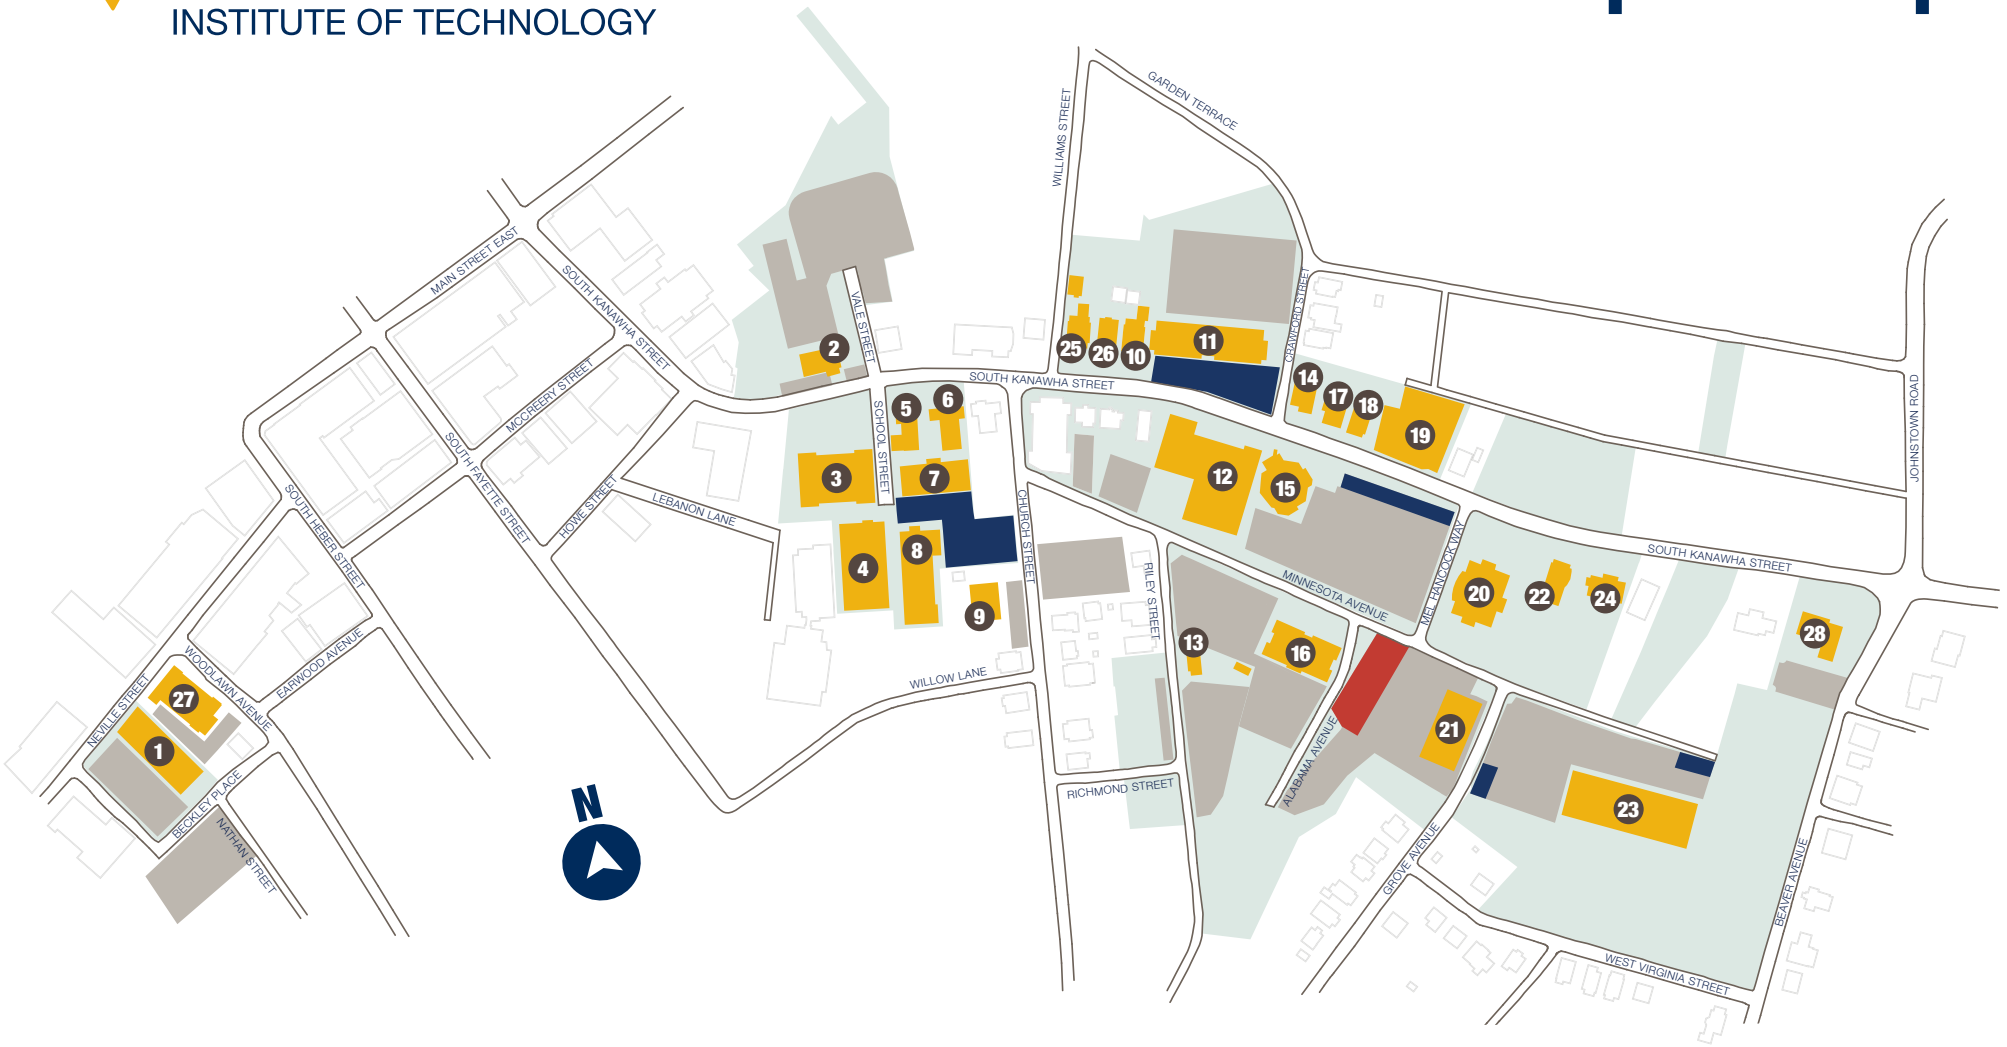 INSTITUTE OF TECHNOLOGY
GARDEN TERRACE
WILLIAMS STREET
MAIN STREET EAST
SOUTH KANAWHA STREET
VALE STREET
CRAWFORD STREET
2
25
26
10
11
SOUTH KANAWHA STREET
MCCREERY STREET
14
17
18
19
5
6
SCHOOL STREET
JOHNSTOWN ROAD
SOUTH FAYETTE STREET
3
7
12
15
SOUTH HEBER STREET
HOWE STREET
LEBANON LANE
CHURCH STREET
4
8
9
RILEY STREET
MINNESOTA AVENUE
MEL HANCOCK WAY
SOUTH KANAWHA STREET
20
22
24
28
13
16
WOODLAWN AVENUE
EARWOOD AVENUE
WILLOW LANE
NEVILLE STREET
27
1
21
ALABAMA AVENUE
RICHMOND STREET
BECKLEY PLACE
NATHAN STREET
N
23
GROVE AVENUE
BEAVER AVENUE
WEST VIRGINIA STREET